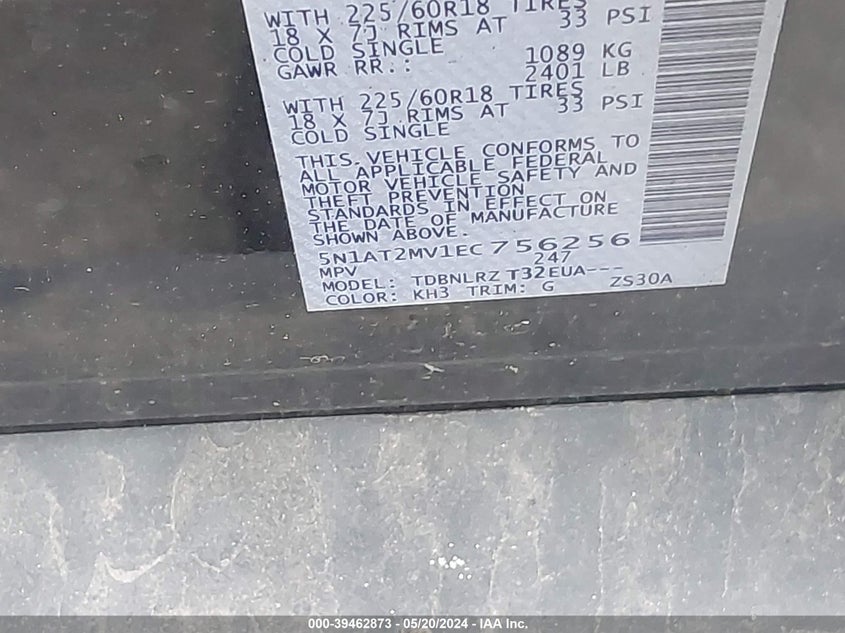 WITH 225/60R18 TIRES
18 X 7J RIMS AT 33 PSI
COLD SINGLE
GAWR RR.: 1089 KG
2401 LB
WITH 225/60R18 TIRES
18 X 7J RIMS AT 33 PSI
COLD SINGLE
THIS VEHICLE CONFORMS TO
ALL APPLICABLE FEDERAL
MOTOR VEHICLE SAFETY AND
THEFT PREVENTION
STANDARDS IN EFFECT ON
THE DATE OF MANUFACTURE
SHOWN ABOVE.
5N1AT2MV1EC756256
MPV 247
MODEL: TDBNLRZ T32EUA---
COLOR: KH3 TRIM: G ZS30A
000-39462873 - 05/20/2024 - IAA Inc.